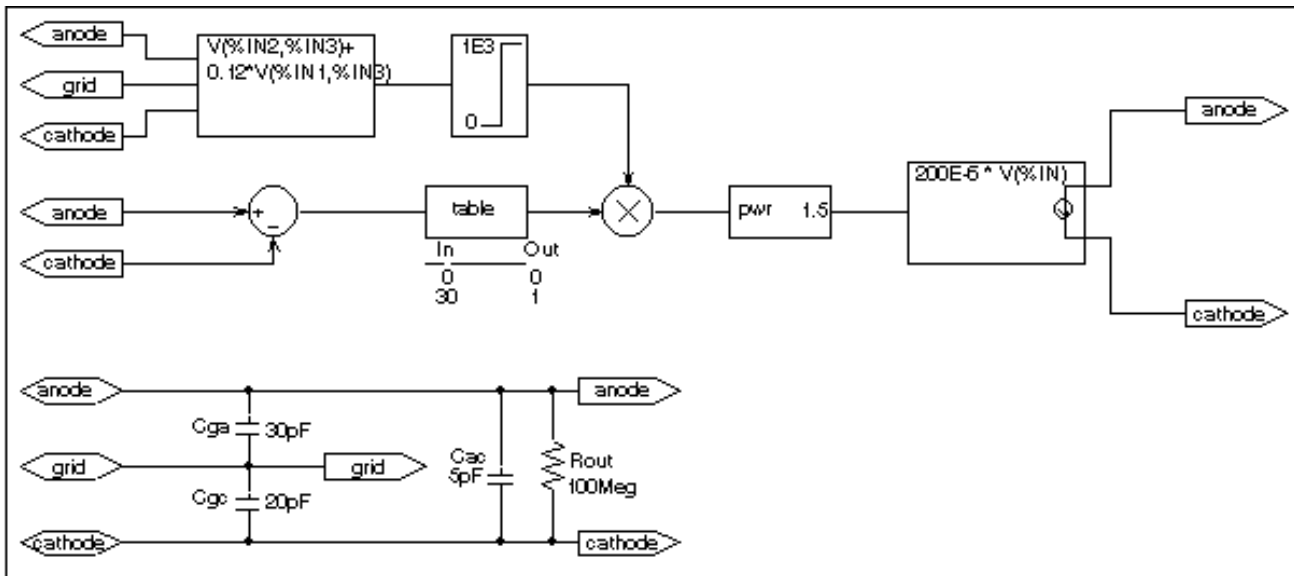 anode
grid
cathode
V(%IN2,%IN3)+
0.12*V(%IN1,%IN3)
1E3
0
anode
anode
cathode
+
-
table
In Out
0 0
30 1
pwr 1.5
200E-6 * V(%IN)
cathode
anode
anode
Cga 30pF
grid
grid
Cgc 20pF
Cac
5pF
Rout
100Meg
cathode
cathode